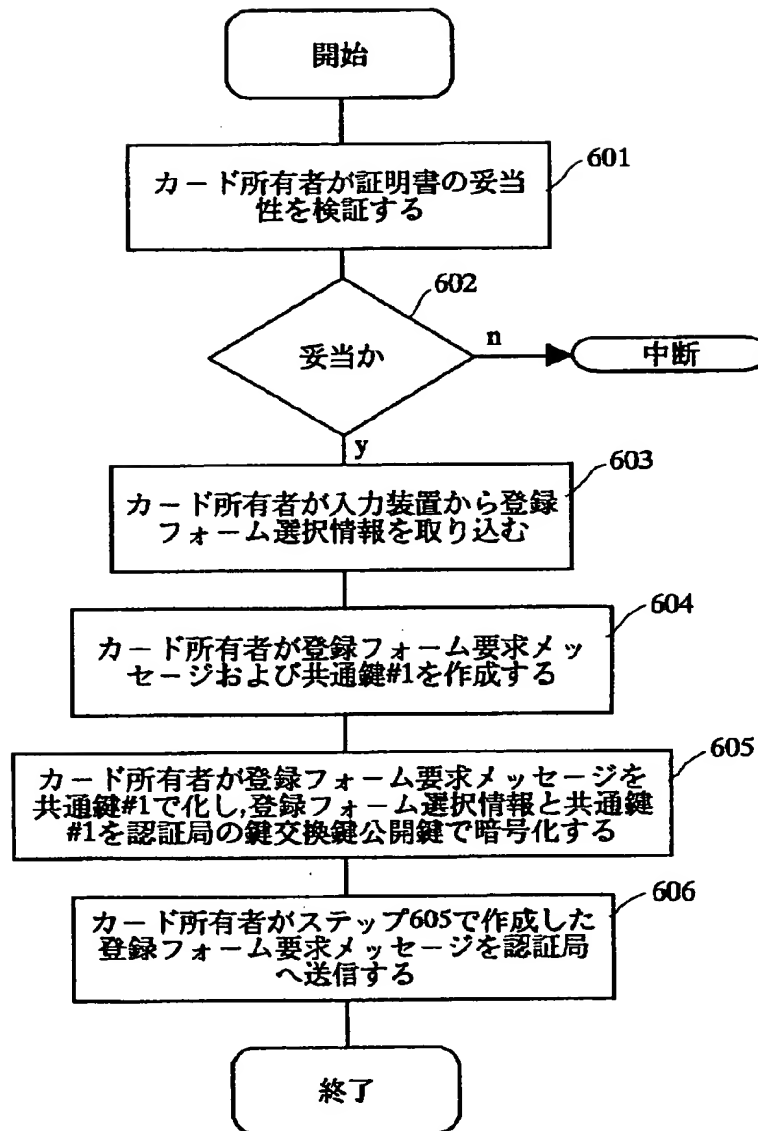 開始
601
カード所有者が証明書の妥当
性を検証する
602
妥当か
n
中断
y
603
カード所有者が入力装置から登録
フォーム選択情報を取り込む
604
カード所有者が登録フォーム要求メッ
セージおよび共通鍵#1を作成する
605
カード所有者が登録フォーム要求メッセージを
共通鍵#1で化し,登録フォーム選択情報と共通鍵
#1を認証局の鍵交換鍵公開鍵で暗号化する
606
カード所有者がステップ605で作成した
登録フォーム要求メッセージを認証局
へ送信する
終了